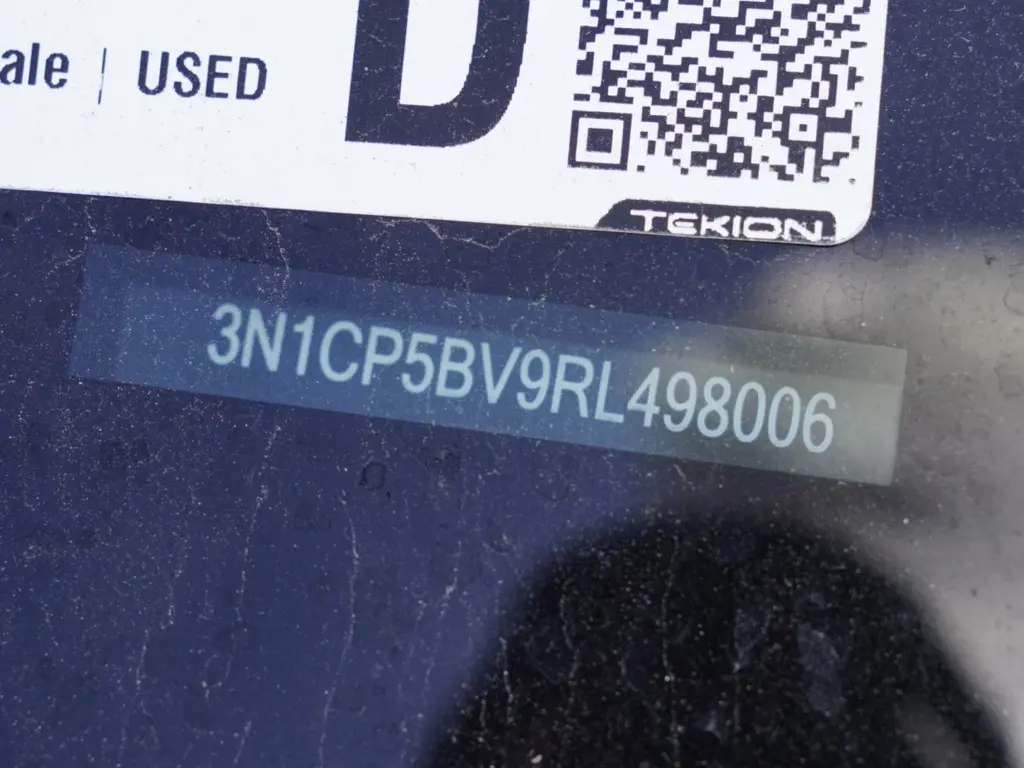 ale | USED
D
TEKION
3N1CP5BV9RL498006